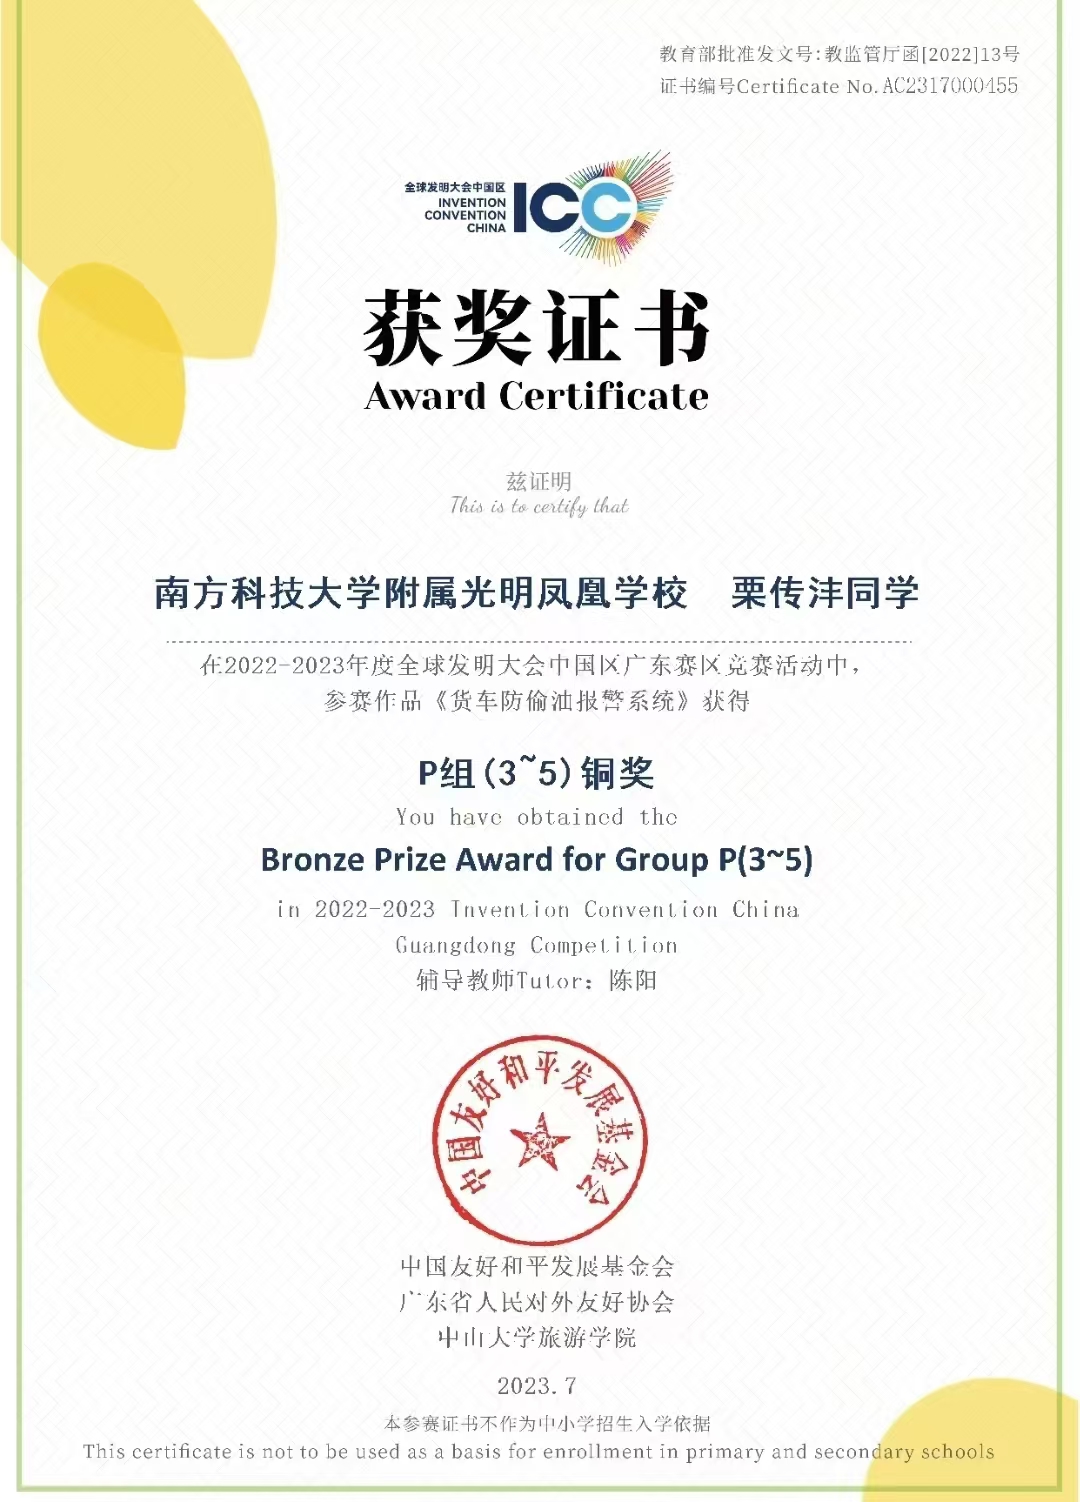 教育部批准发文号:教监管厅函[2022]13号
证书编号Certificate No. AC2317000455
全球发明大会中国区
INVENTION
CONVENTION
CHINA
ICC
获奖证书
Award Certificate
兹证明
This is to certify that
南方科技大学附属光明凤凰学校 栗传沣同学
在2022-2023年度全球发明大会中国区广东赛区竞赛活动中，
参赛作品《货车防偷油报警系统》获得
P组(3~5)铜奖
You have obtained the
Bronze Prize Award for Group P(3~5)
in 2022-2023 Invention Convention China
Guangdong Competition
辅导教师Tutor: 陈阳
中国友好和平发展基金会
中国友好和平发展基金会
广东省人民对外友好协会
中山大学旅游学院
2023.7
本参赛证书不作为中小学招生入学依据
This certificate is not to be used as a basis for enrollment in primary and secondary schools